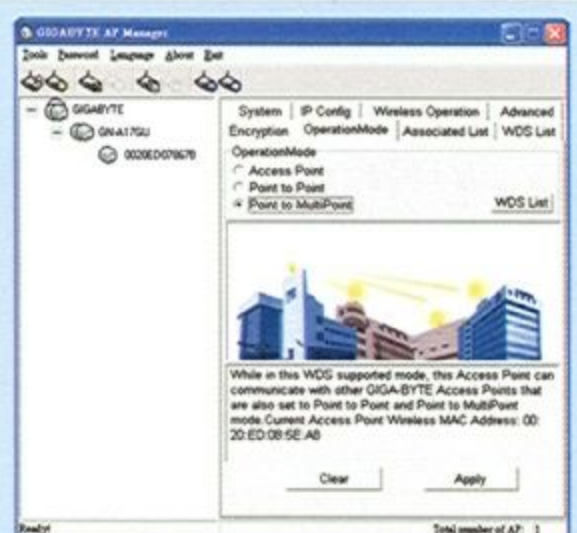 GIGABYTE AP Manager
Tools Password Language About Exit
GIGABYTE
GN-A17GU
0020ED07867B
System IP Config Wireless Operation Advanced
Encryption OperationMode Associated List WDS List
OperationMode
Access Point
Point to Point
Point to MultiPoint
WDS List
While in this WDS supported mode, this Access Point can
communicate with other GIGA-BYTE Access Points that
are also set to Point to Point and Point to MultiPoint
mode.Current Access Point Wireless MAC Address: 00:
20:ED:08:5E:A8
Clear Apply
Ready! Total number of AP: 1